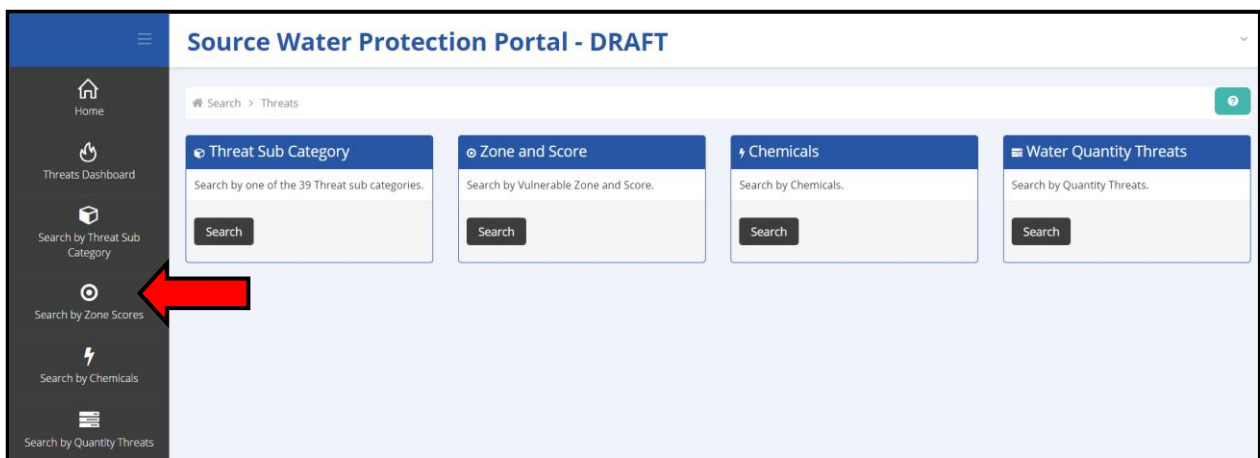 Source Water Protection Portal - DRAFT
Home
Threats Dashboard
Search by Threat Sub
Category
Search by Zone Scores
Search by Chemicals
Search by Quantity Threats
Search > Threats
Threat Sub Category
Search by one of the 39 Threat sub categories.
Search
Zone and Score
Search by Vulnerable Zone and Score.
Search
Chemicals
Search by Chemicals.
Search
Water Quantity Threats
Search by Quantity Threats.
Search